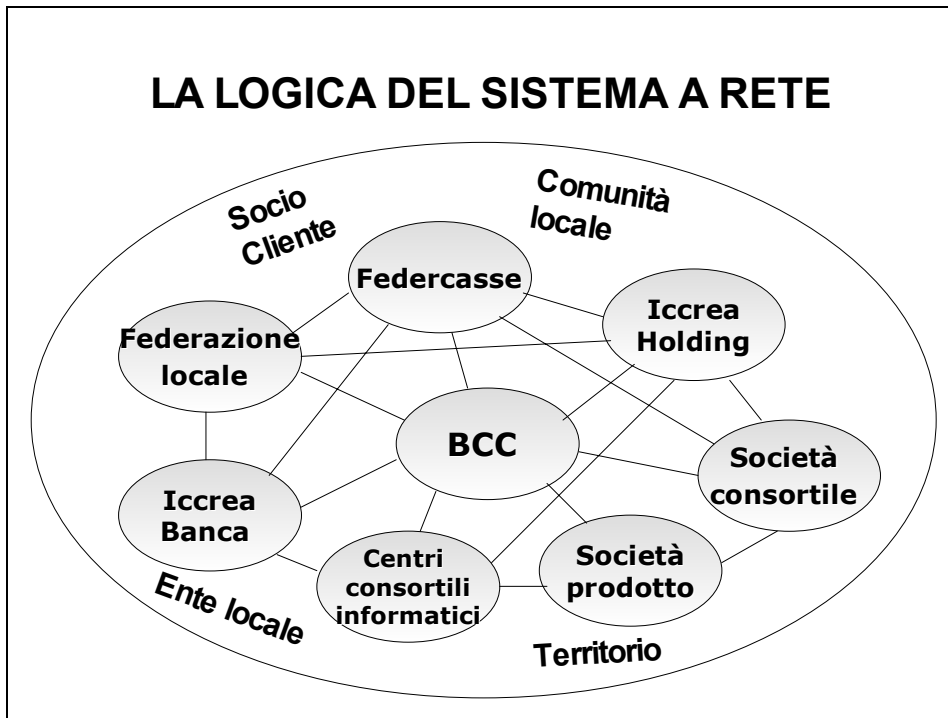 LA LOGICA DEL SISTEMA A RETE
Socio
Cliente
Comunità
locale
Federcasse
Iccrea
Holding
Federazione
locale
BCC
Società
consortile
Iccrea
Banca
Centri
consortili
informatici
Società
prodotto
Ente locale
Territorio